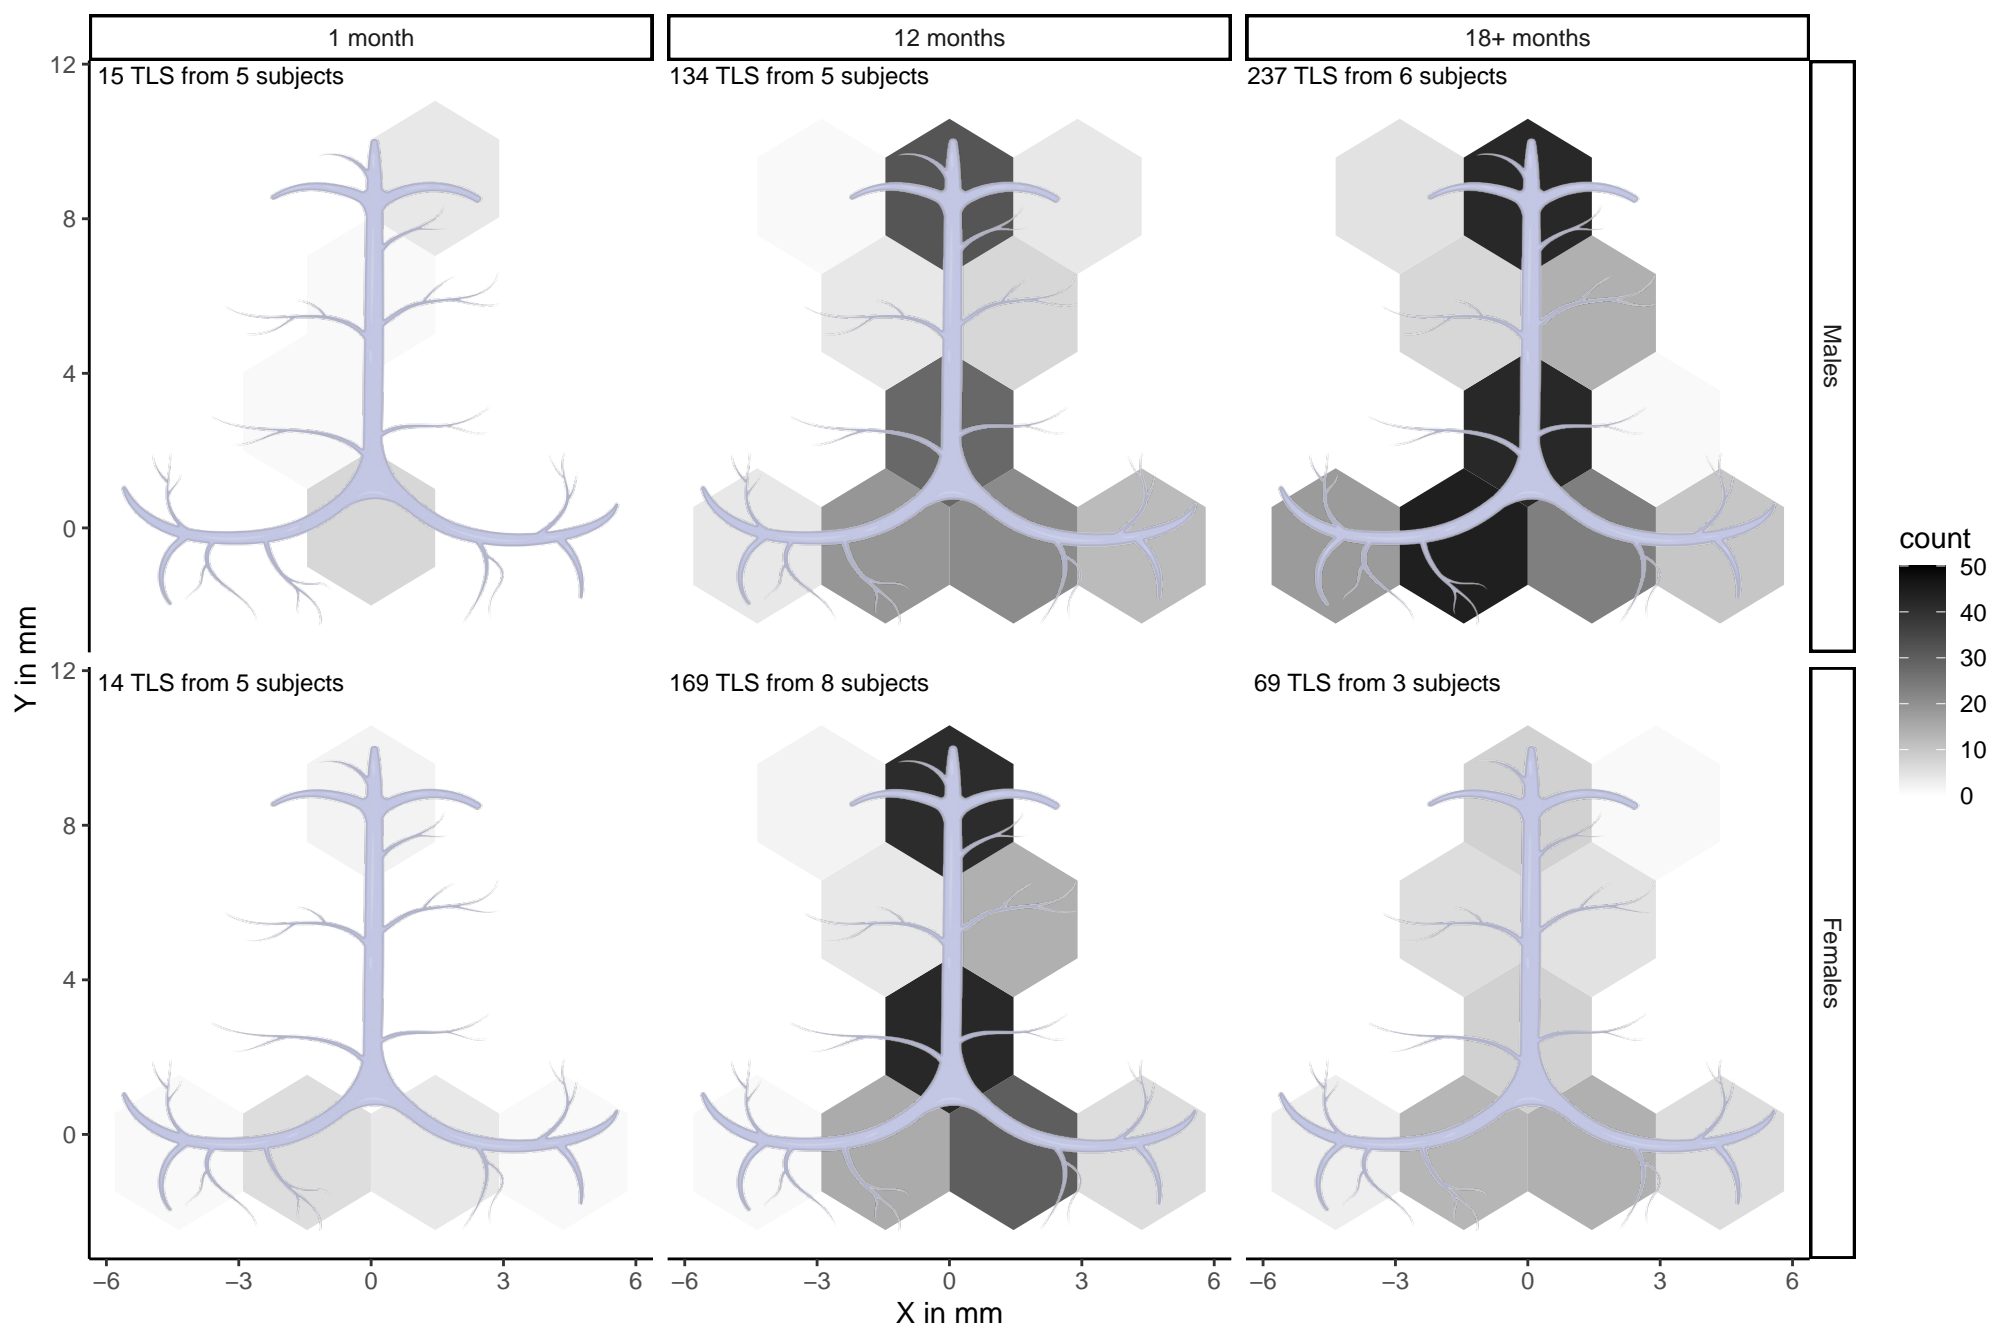 1 month
12 months
18+ months
15 TLS from 5 subjects
134 TLS from 5 subjects
237 TLS from 6 subjects
12
8
4
0
Males
14 TLS from 5 subjects
169 TLS from 8 subjects
69 TLS from 3 subjects
12
8
4
0
Females
Y in mm
−6 −3 0 3 6
−6 −3 0 3 6
−6 −3 0 3 6
X in mm
count
50
40
30
20
10
0